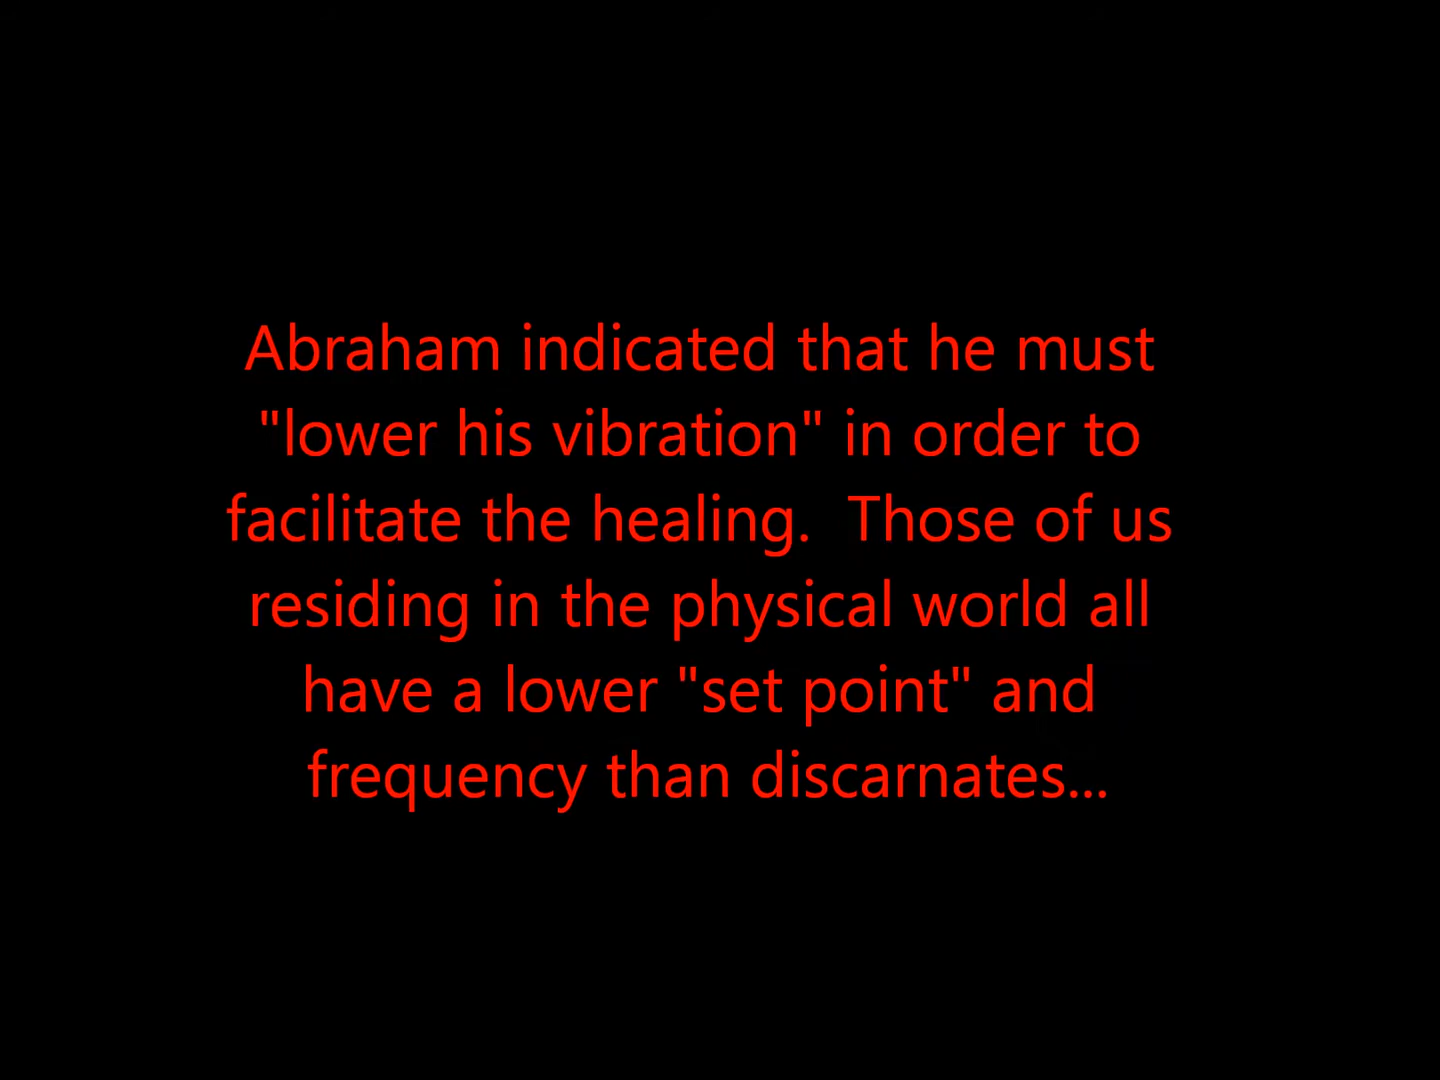 Abraham indicated that he must
"lower his vibration" in order to
facilitate the healing.  Those of us
residing in the physical world all
have a lower "set point" and
frequency than discarnates...